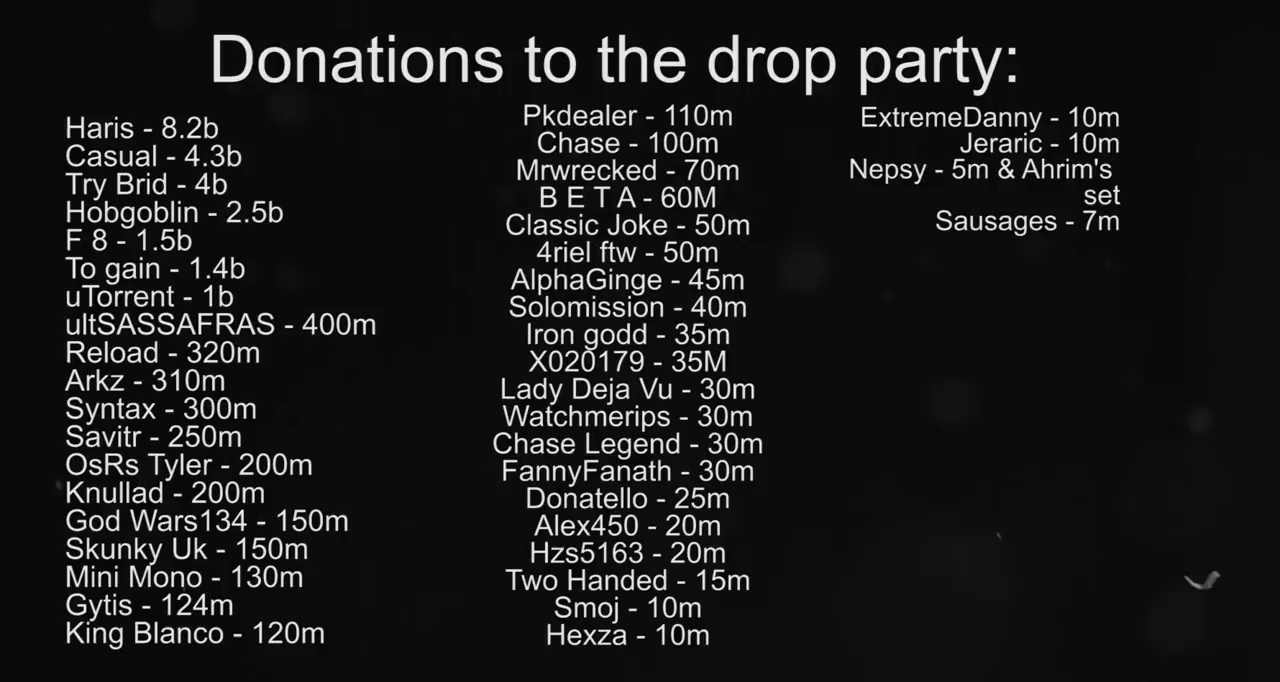 Donations to the drop party:
Haris - 8.2b
Casual - 4.3b
Try Brid - 4b
Hobgoblin - 2.5b
F 8 - 1.5b
To gain - 1.4b
uTorrent - 1b
ultSASSAFRAS - 400m
Reload - 320m
Arkz - 310m
Syntax - 300m
Savitr - 250m
OsRs Tyler - 200m
Knullad - 200m
God Wars134 - 150m
Skunky Uk - 150m
Mini Mono - 130m
Gytis - 124m
King Blanco - 120m
Pkdealer - 110m
Chase - 100m
Mrwrecked - 70m
B E T A - 60M
Classic Joke - 50m
4riel ftw - 50m
AlphaGinge - 45m
Solomission - 40m
Iron godd - 35m
X020179 - 35M
Lady Deja Vu - 30m
Watchmerips - 30m
Chase Legend - 30m
FannyFanath - 30m
Donatello - 25m
Alex450 - 20m
Hzs5163 - 20m
Two Handed - 15m
Smoj - 10m
Hexza - 10m
ExtremeDanny - 10m
Jeraric - 10m
Nepsy - 5m & Ahrim's
set
Sausages - 7m